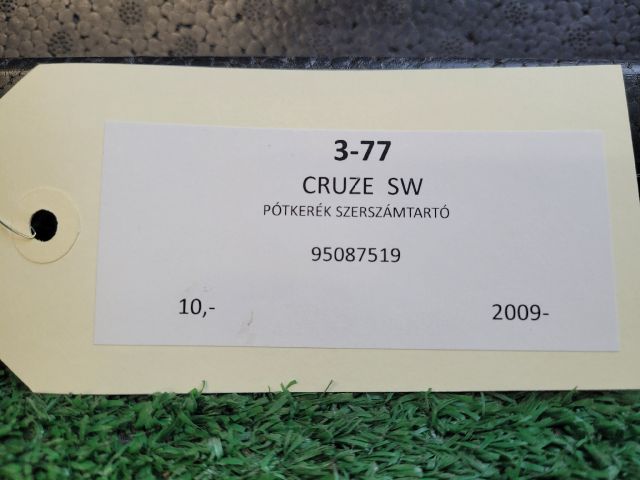 3-77
CRUZE SW
PÓTKERÉK SZERSZÁMTARTÓ
95087519
10,- 2009-